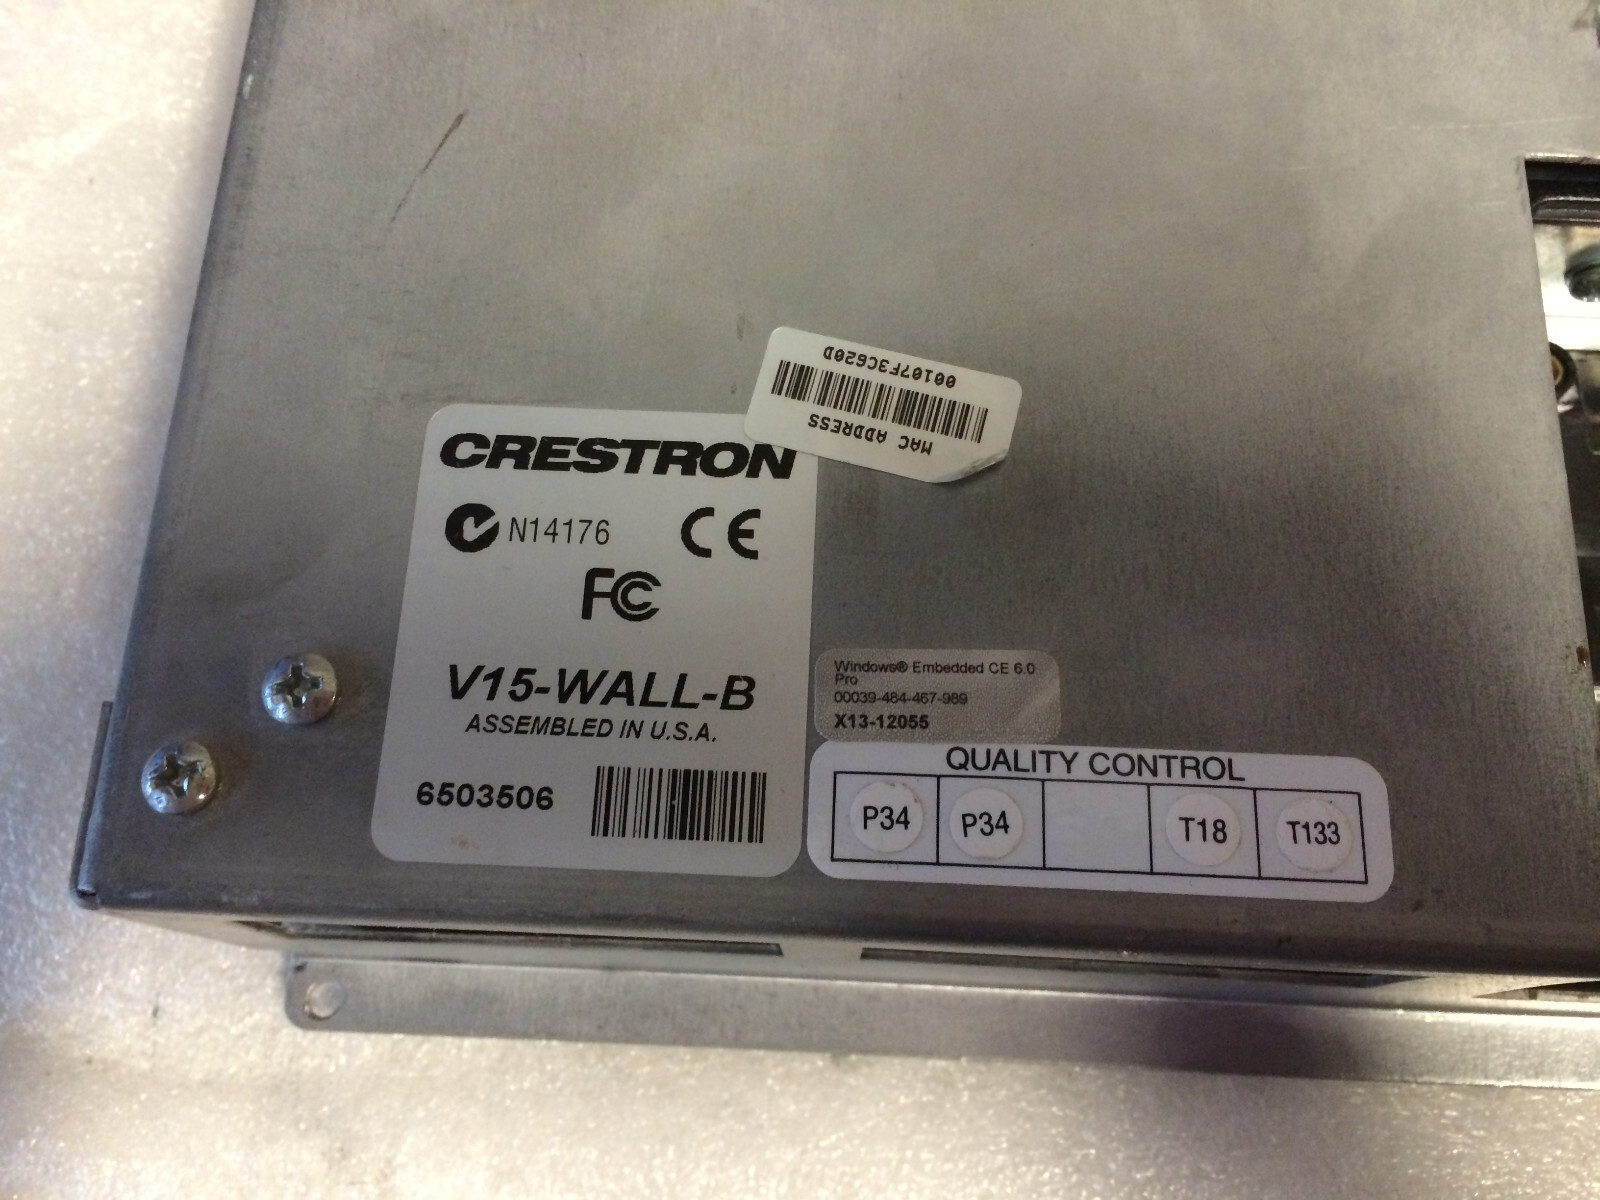 00107F3C620D
MAC ADDRESS
CRESTRON
N14176 CE
FC
V15-WALL-B
ASSEMBLED IN U.S.A.
6503506
Windows® Embedded CE 6.0
Pro
00039-484-467-989
X13-12055
QUALITY CONTROL
P34 P34 T18 T133